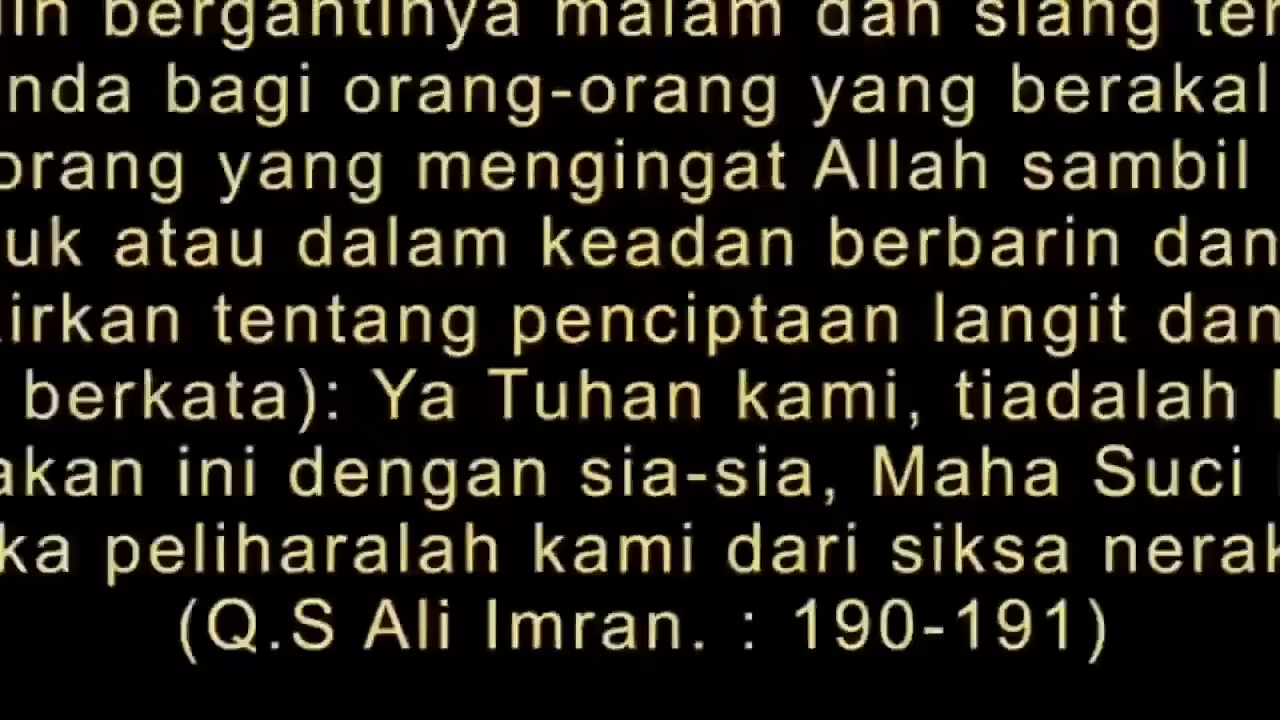 bergantinya malam dan siang
nda bagi orang-orang yang berakal
orang yang mengingat Allah sambil
uk atau dalam keadan berbarin dan
irkan tentang penciptaan langit dan
berkata): Ya Tuhan kami, tiadalah
akan ini dengan sia-sia, Maha Suci
ka peliharalah kami dari siksa nerak
(Q.S Ali Imran. : 190-191)